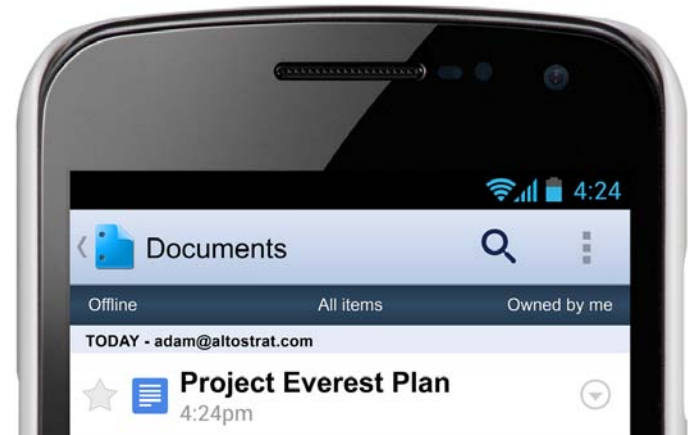 4:24
Documents
Offline All items Owned by me
TODAY - adam@altostrat.com
Project Everest Plan
4:24pm